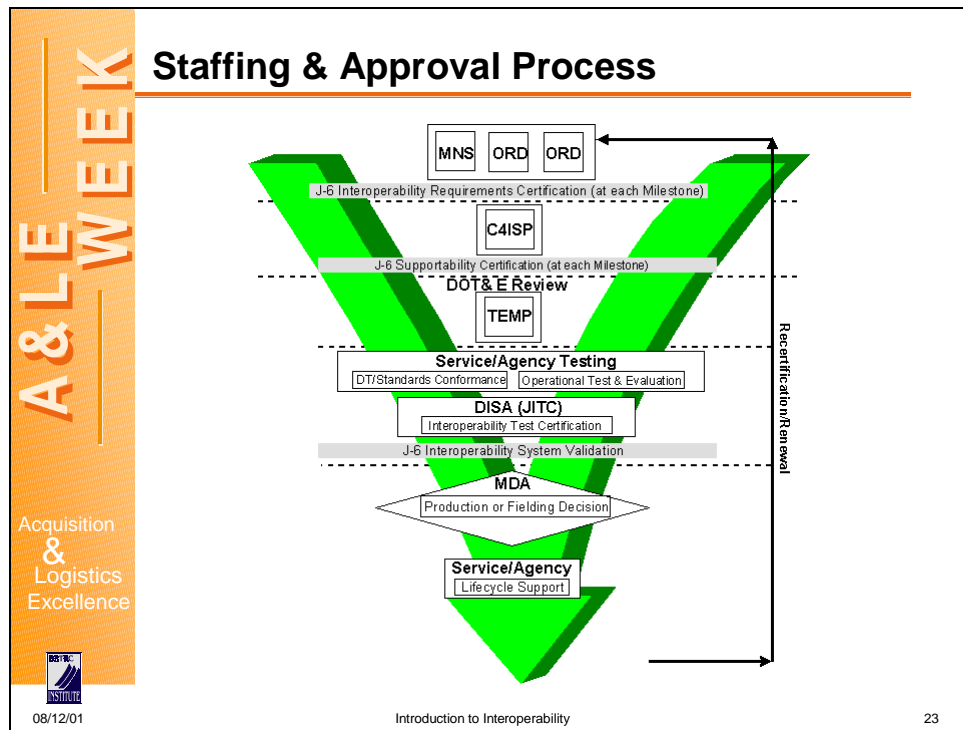 Staffing & Approval Process
A&LE
WEEK
MNS ORD ORD
J-6 Interoperability Requirements Certification (at each Milestone)
C4ISP
J-6 Supportability Certification (at each Milestone)
DOT& E Review
TEMP
Service/Agency Testing
DT/Standards Conformance Operational Test & Evaluation
DISA (JITC)
Interoperability Test Certification
J-6 Interoperability System Validation
MDA
Production or Fielding Decision
Service/Agency
Lifecycle Support
Recertification/Renewal
Acquisition
&
Logistics
Excellence
INSTITUTE
08/12/01 Introduction to Interoperability 23